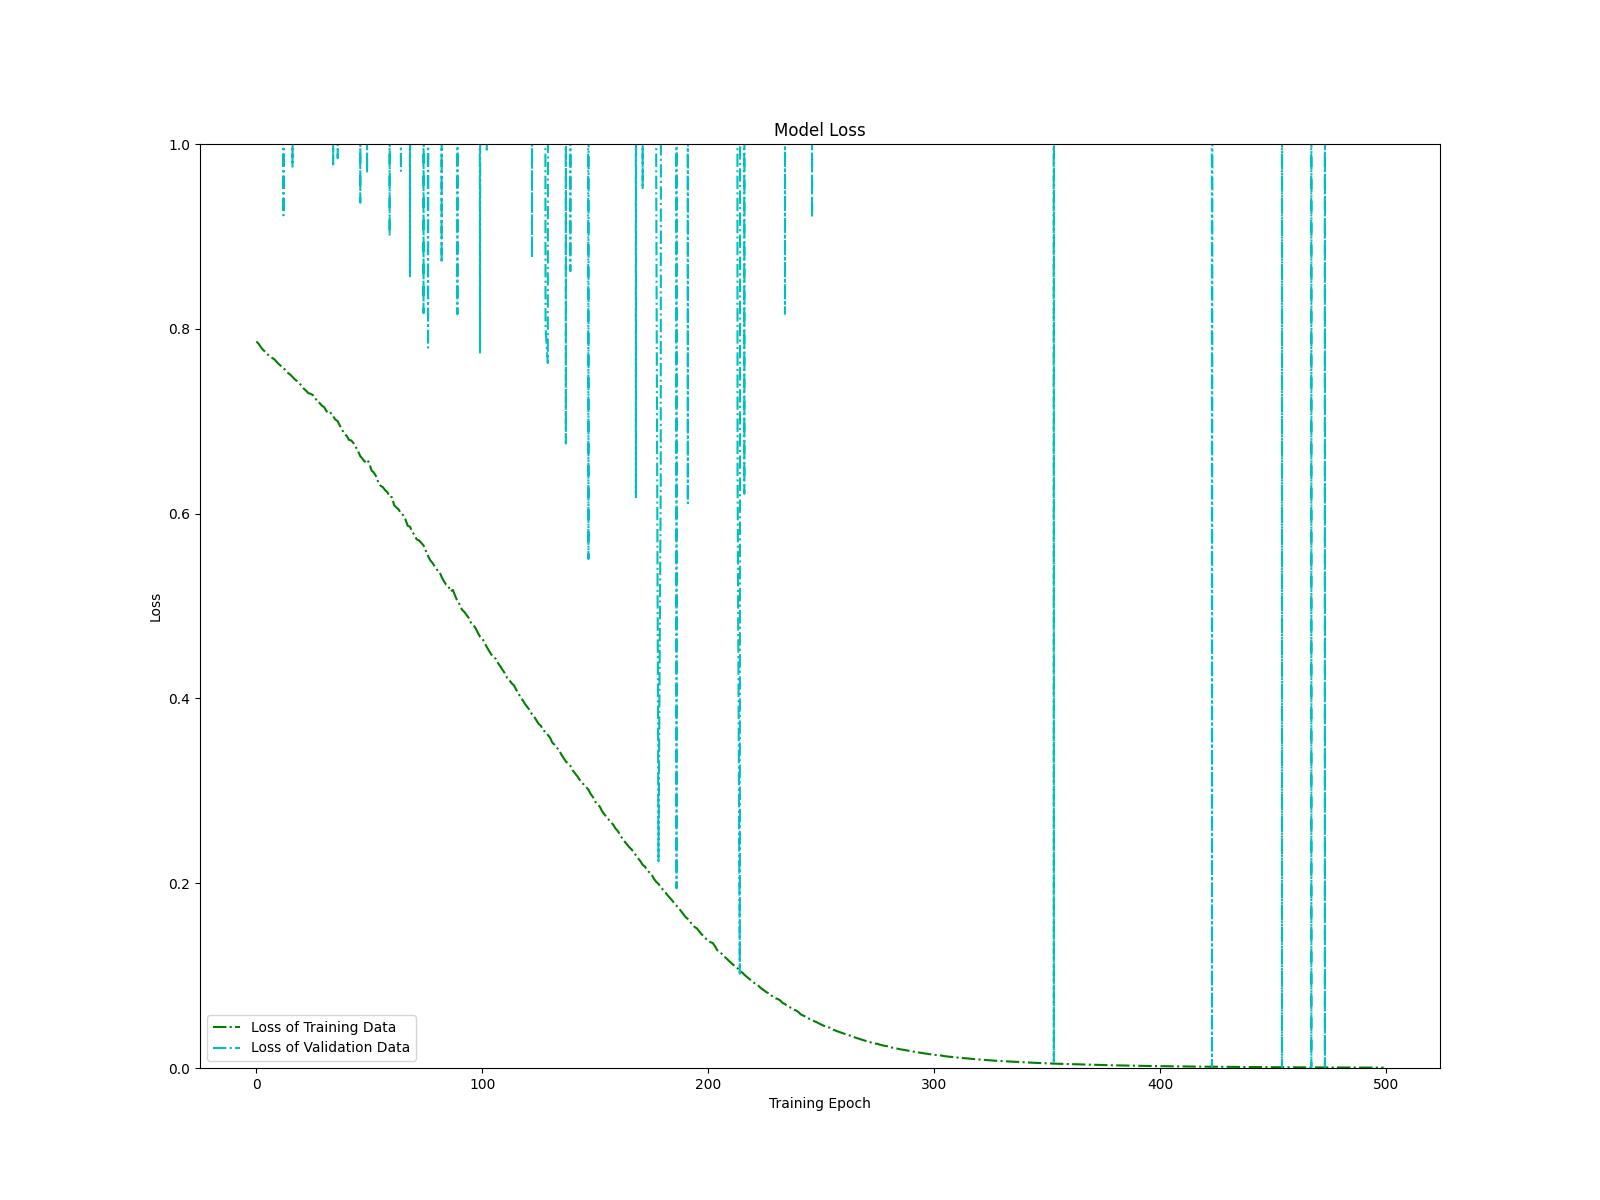 Model Loss
1.0
0.8
0.6
0.4
0.2
0.0
Loss
Loss of Training Data
Loss of Validation Data
0 100 200 300 400 500
Training Epoch